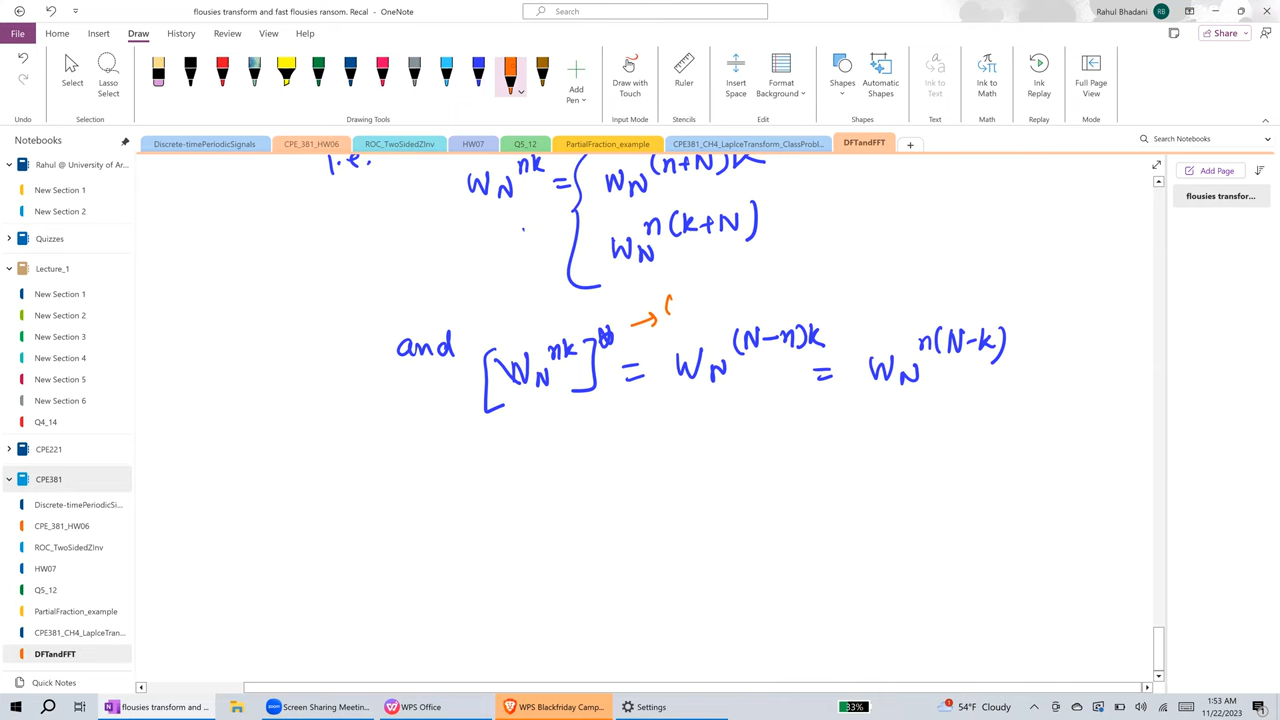 flousies transform and fast flousies ransom. Recal - OneNote
Search
Rahul Bhadani
RB
File Home Insert Draw History Review View Help
Share
Select
Lasso Select
Add Pen
Draw with Touch
Ruler
Insert Space
Format Background
Shapes
Automatic Shapes
Ink to Text
Ink to Math
Ink Replay
Full Page View
Undo
Selection
Drawing Tools
Input Mode
Stencils
Edit
Shapes
Text
Math
Replay
Mode
Notebooks
Discrete-timePeriodicSignals CPE_381_HW06 ROC_TwoSidedZInv HW07 Q5_12 PartialFraction_example CPE381_CH4_LaplceTransform_ClassProbl... DFTandFFT
Search Notebooks
Rahul @ University of Ar...
New Section 1
New Section 2
Quizzes
Lecture_1
New Section 1
New Section 2
New Section 3
New Section 4
New Section 5
New Section 6
Q4_14
CPE221
CPE381
Discrete-timePeriodicSi...
CPE_381_HW06
ROC_TwoSidedZInv
HW07
Q5_12
PartialFraction_example
CPE381_CH4_LaplceTran...
DFTandFFT
Quick Notes
Add Page
flousies transfor...
i.e.
W_N^{nk} = { W_N^{(n+N)k}
W_N^{n(k+N)}
→ (
and [W_N^{nk}]^* = W_N^{(N-n)k} = W_N^{n(N-k)}
flousies transform and ...
Screen Sharing Meetin...
WPS Office
WPS Blackfriday Camp...
Settings
33%
54°F Cloudy
1:53 AM
11/22/2023